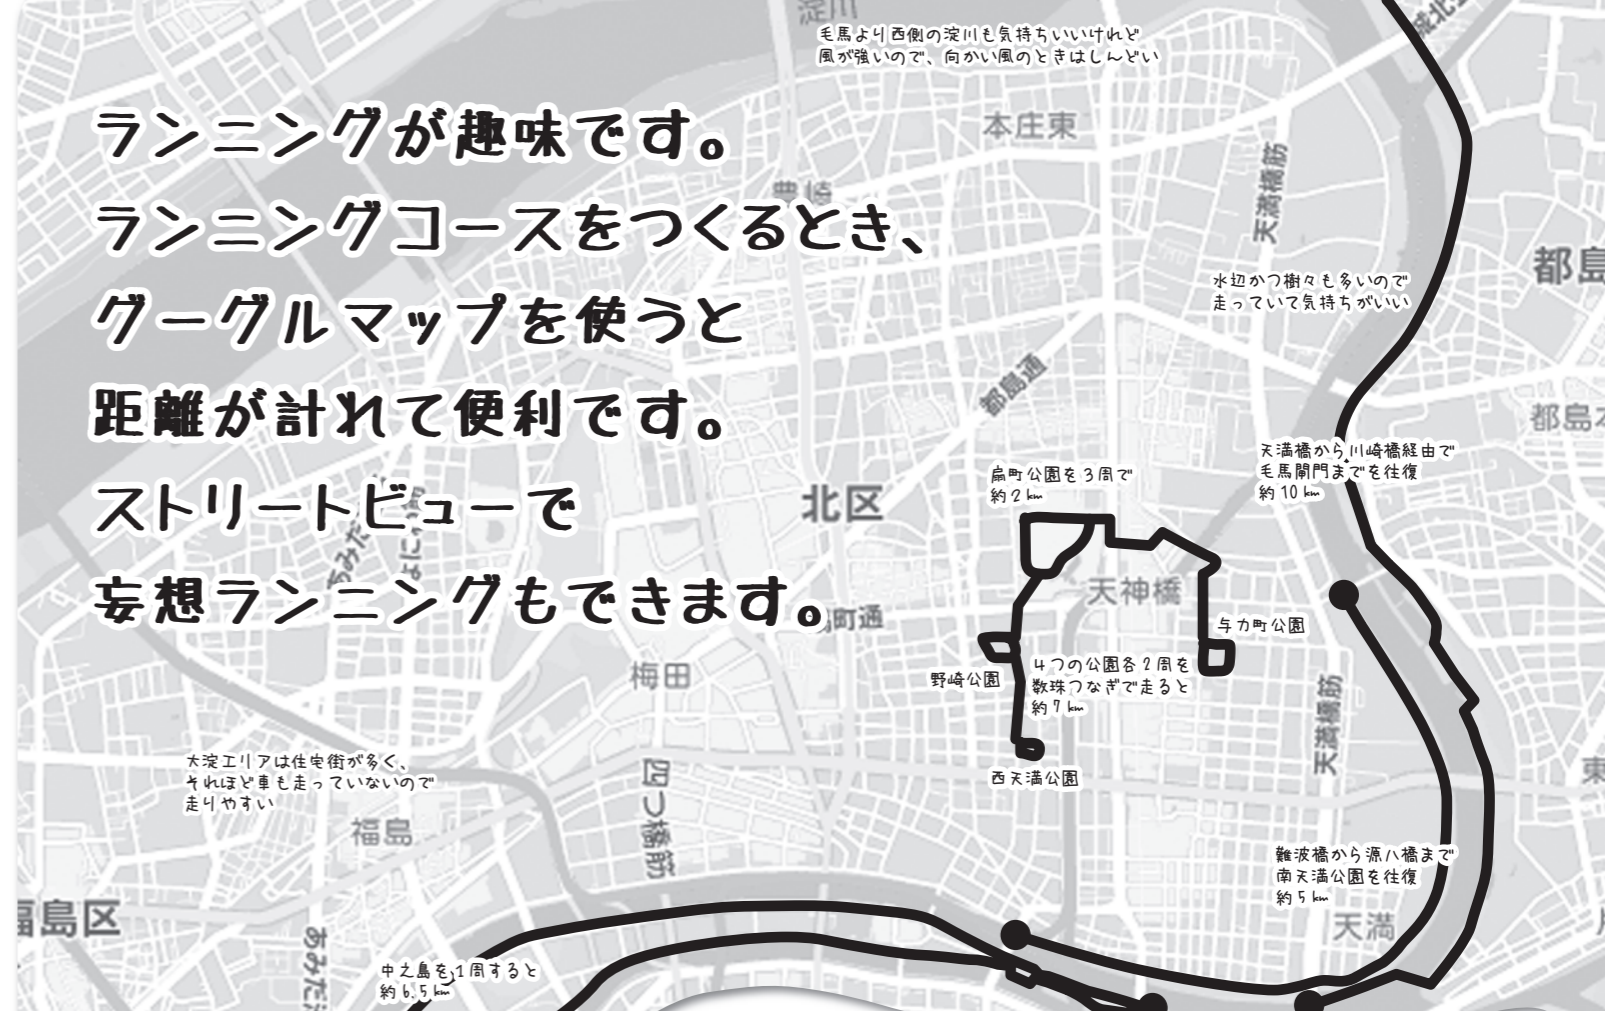 淀川
毛馬より西側の淀川も気持ちいいけれど
風が強いので、向かい風のときはしんどい
城北
本庄東
ランニングが趣味です。
ランニングコースをつくるとき、
グーグルマップを使うと
距離が計れて便利です。
ストリートビューで
妄想ランニングもできます。
豊崎
天満橋筋
都島
水辺かつ樹々も多いので
走っていて気持ちがいい
都島通
都島本
天満橋から川崎橋経由で
毛馬閘門までを往復
約10km
扇町公園を3周で
約2km
北区
天神橋
扇町通
与力町公園
梅田
野崎公園
4つの公園各2周を
数珠つなぎで走ると
約7km
西天満公園
天満橋筋
大淀エリアは住宅街が多く、
それほど車も走っていないので
走りやすい
四つ橋筋
東
福島
難波橋から源八橋まで
南天満公園を往復
約5km
天満
福島区
あみだ
中之島を1周すると
約6.5km